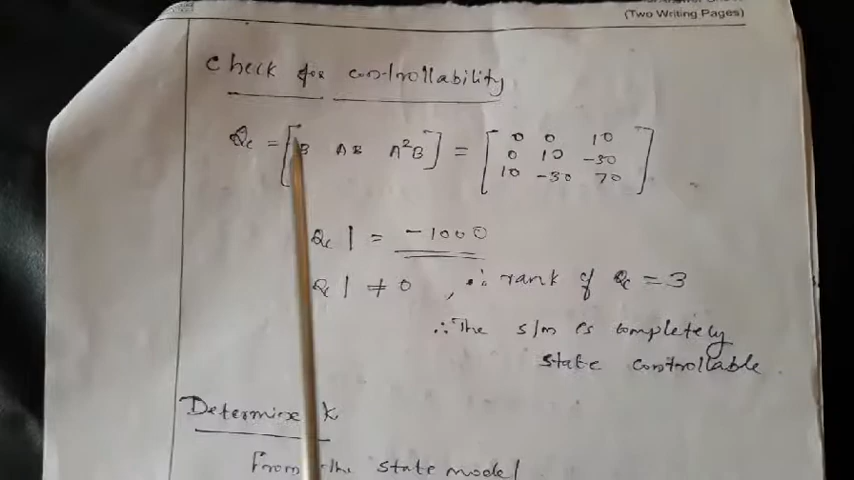 (Two Writing Pages)
Check for controllability
Qc = [B AB A²B] = [0 0 10
0 10 -30
10 -30 70]
Qc | = -1000
Qc | ≠ 0, ∴ rank of Qc = 3
∴ The s/m is completely
state controllable
Determine k
From the state model